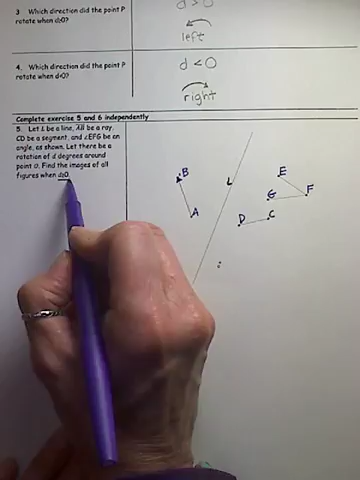 3 Which direction did the point P
rotate when d≥0?
d ≥ 0
left
4. Which direction did the point P
rotate when d<0?
d < 0
right
Complete exercise 5 and 6 independently
5. Let L be a line, AB be a ray,
CD be a segment, and ∠EFG be an
angle, as shown. Let there be a
rotation of d degrees around
point O. Find the images of all
figures when d≥0.
B
E
L
G
F
A
D
C